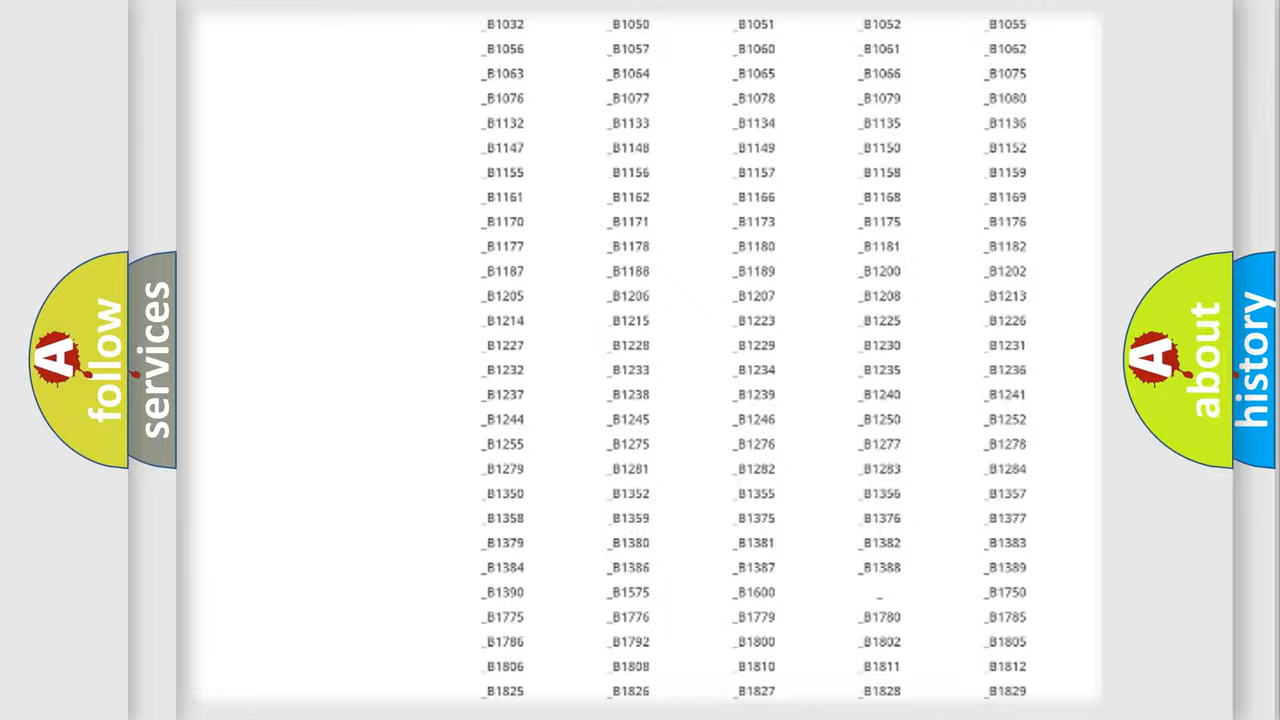 _B1032 _B1050 _B1051 _B1052 _B1055
_B1056 _B1057 _B1060 _B1061 _B1062
_B1063 _B1064 _B1065 _B1066 _B1075
_B1076 _B1077 _B1078 _B1079 _B1080
_B1132 _B1133 _B1134 _B1135 _B1136
_B1147 _B1148 _B1149 _B1150 _B1152
_B1155 _B1156 _B1157 _B1158 _B1159
_B1161 _B1162 _B1166 _B1168 _B1169
_B1170 _B1171 _B1173 _B1175 _B1176
_B1177 _B1178 _B1180 _B1181 _B1182
_B1187 _B1188 _B1189 _B1200 _B1202
_B1205 _B1206 _B1207 _B1208 _B1213
_B1214 _B1215 _B1223 _B1225 _B1226
_B1227 _B1228 _B1229 _B1230 _B1231
_B1232 _B1233 _B1234 _B1235 _B1236
_B1237 _B1238 _B1239 _B1240 _B1241
_B1244 _B1245 _B1246 _B1250 _B1252
_B1255 _B1275 _B1276 _B1277 _B1278
_B1279 _B1281 _B1282 _B1283 _B1284
_B1350 _B1352 _B1355 _B1356 _B1357
_B1358 _B1359 _B1375 _B1376 _B1377
_B1379 _B1380 _B1381 _B1382 _B1383
_B1384 _B1386 _B1387 _B1388 _B1389
_B1390 _B1575 _B1600 _ _B1750
_B1775 _B1776 _B1779 _B1780 _B1785
_B1786 _B1792 _B1800 _B1802 _B1805
_B1806 _B1808 _B1810 _B1811 _B1812
_B1825 _B1826 _B1827 _B1828 _B1829
A
follow
services
A
about
history